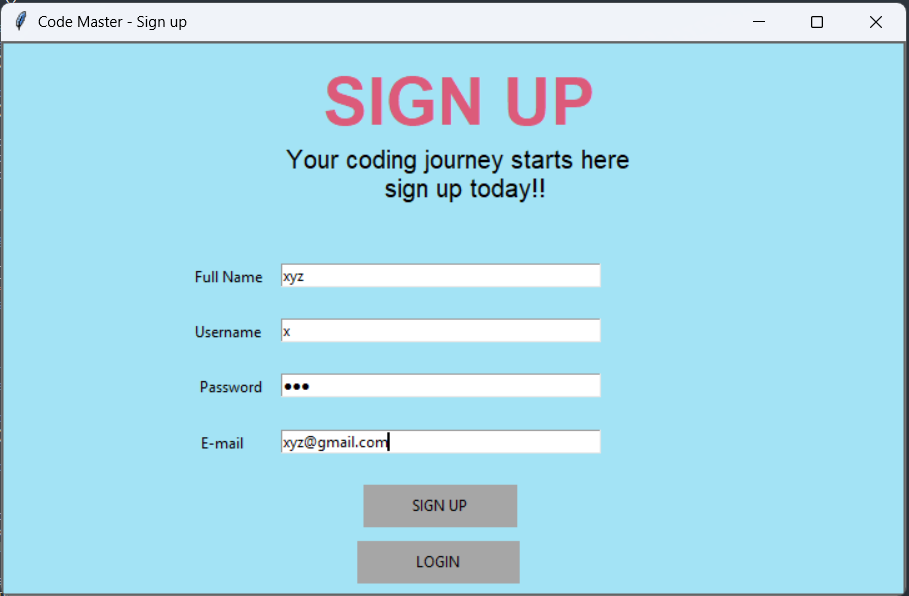 Code Master - Sign up
SIGN UP
Your coding journey starts here
sign up today!!
Full Name xyz
Username x
Password ●●●
E-mail xyz@gmail.com
SIGN UP
LOGIN